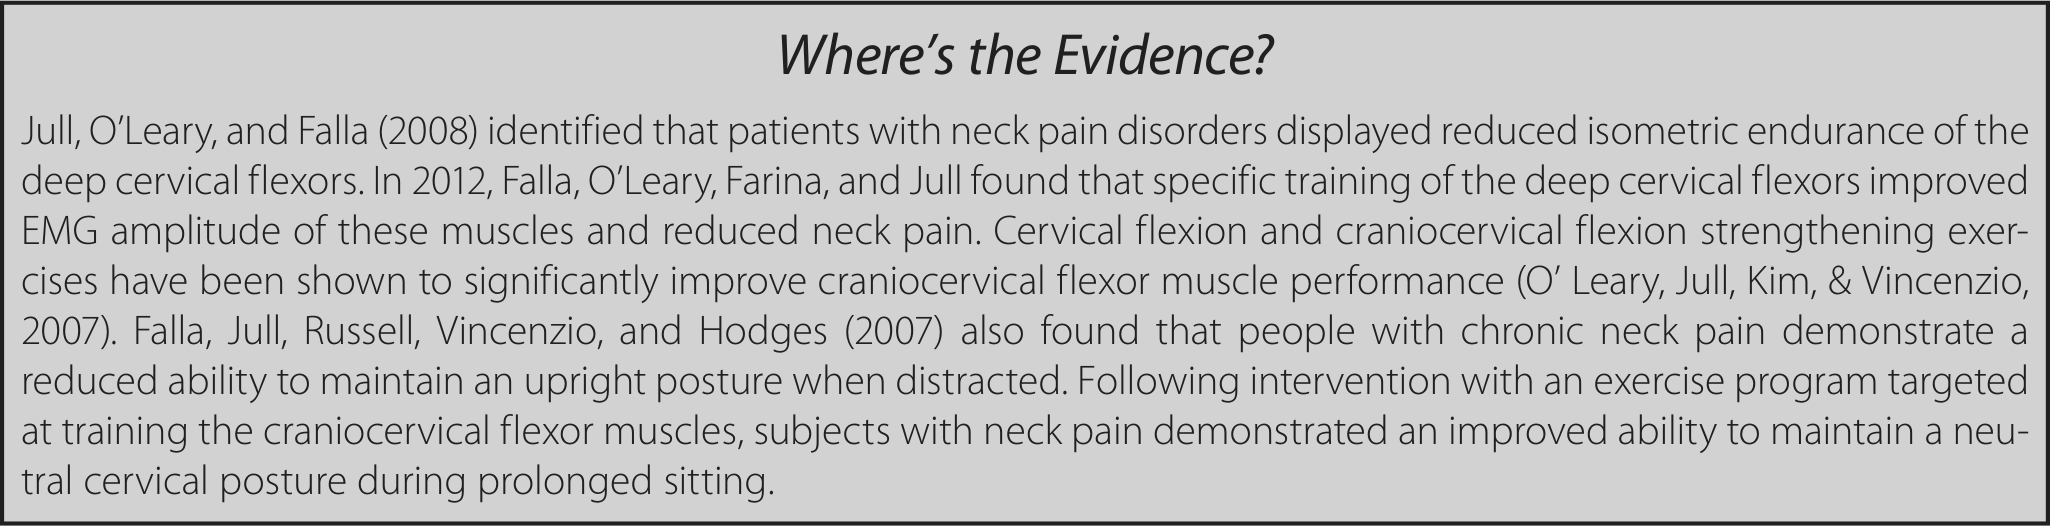 Where’s the Evidence?
Jull, O’Leary, and Falla (2008) identified that patients with neck pain disorders displayed reduced isometric endurance of the
deep cervical flexors. In 2012, Falla, O’Leary, Farina, and Jull found that specific training of the deep cervical flexors improved
EMG amplitude of these muscles and reduced neck pain. Cervical flexion and craniocervical flexion strengthening exer-
cises have been shown to significantly improve craniocervical flexor muscle performance (O’ Leary, Jull, Kim, & Vincenzio,
2007). Falla, Jull, Russell, Vincenzio, and Hodges (2007) also found that people with chronic neck pain demonstrate a
reduced ability to maintain an upright posture when distracted. Following intervention with an exercise program targeted
at training the craniocervical flexor muscles, subjects with neck pain demonstrated an improved ability to maintain a neu-
tral cervical posture during prolonged sitting.